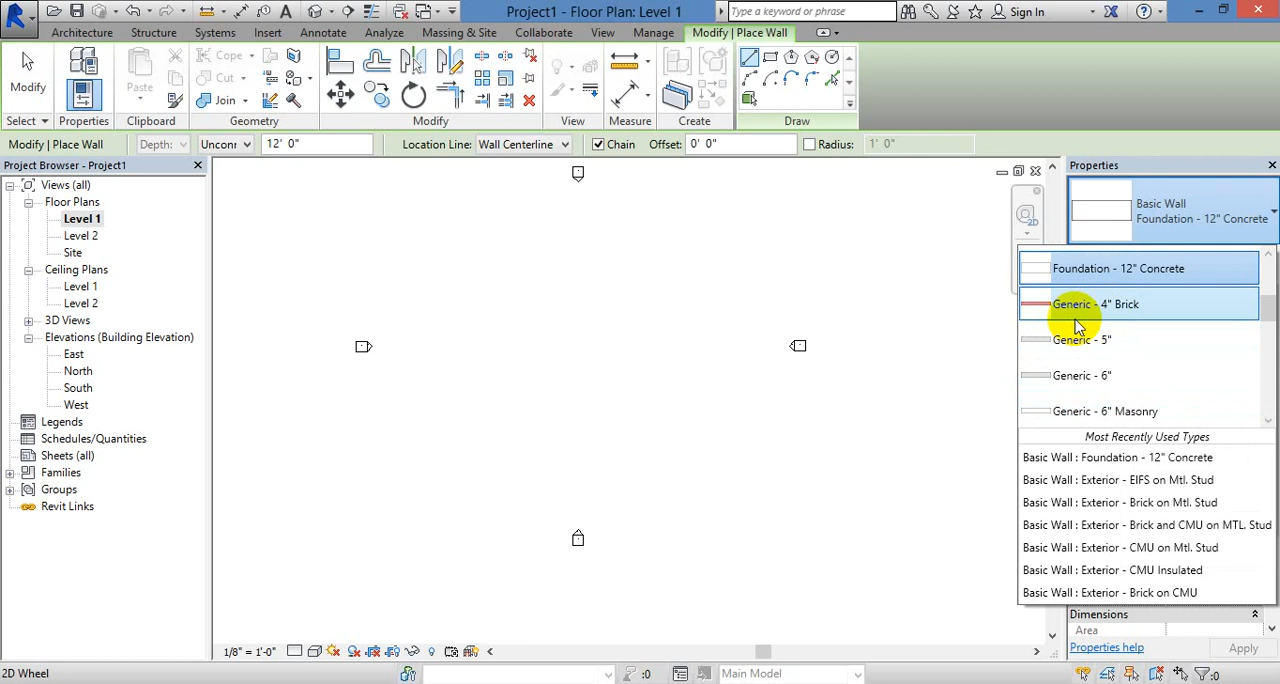 Project1 - Floor Plan: Level 1
Type a keyword or phrase
Sign In
Architecture Structure Systems Insert Annotate Analyze Massing & Site Collaborate View Manage Modify | Place Wall
Modify
Paste
Cope
Cut
Join
Select Properties Clipboard Geometry Modify View Measure Create Draw
Modify | Place Wall Depth: Unconr 12' 0" Location Line: Wall Centerline Chain Offset: 0' 0" Radius: 1' 0"
Project Browser - Project1
Views (all)
Floor Plans
Level 1
Level 2
Site
Ceiling Plans
Level 1
Level 2
3D Views
Elevations (Building Elevation)
East
North
South
West
Legends
Schedules/Quantities
Sheets (all)
Families
Groups
Revit Links
2D
Properties
Basic Wall
Foundation - 12" Concrete
Foundation - 12" Concrete
Generic - 4" Brick
Generic - 5"
Generic - 6"
Generic - 6" Masonry
Most Recently Used Types
Basic Wall : Foundation - 12" Concrete
Basic Wall : Exterior - EIFS on Mtl. Stud
Basic Wall : Exterior - Brick on Mtl. Stud
Basic Wall : Exterior - Brick and CMU on MTL. Stud
Basic Wall : Exterior - CMU on Mtl. Stud
Basic Wall : Exterior - CMU Insulated
Basic Wall : Exterior - Brick on CMU
Dimensions
Area
Properties help
Apply
1/8" = 1'-0"
2D Wheel
:0
Main Model
:0